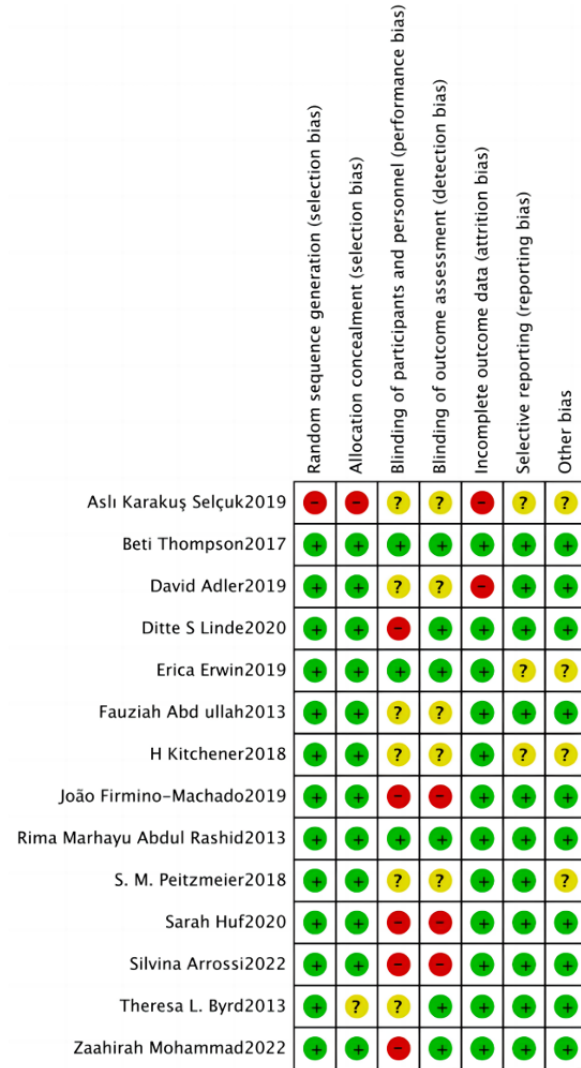 Random sequence generation (selection bias)
Allocation concealment (selection bias)
Blinding of participants and personnel (performance bias)
Blinding of outcome assessment (detection bias)
Incomplete outcome data (attrition bias)
Selective reporting (reporting bias)
Other bias
Aslı Karakuş Selçuk2019 - - ? ? - ? ?
Beti Thompson2017 + + + + + + +
David Adler2019 + + ? ? - + +
Ditte S Linde2020 + + - + + + +
Erica Erwin2019 + + + + + ? ?
Fauziah Abd ullah2013 + + ? ? + + +
H Kitchener2018 + + ? ? + ? ?
João Firmino-Machado2019 + + - - + + +
Rima Marhayu Abdul Rashid2013 + + + + + + +
S. M. Peitzmeier2018 + + ? ? + + ?
Sarah Huf2020 + + - - + + +
Silvina Arrossi2022 + + - - + + +
Theresa L. Byrd2013 + ? ? + + + +
Zaahirah Mohammad2022 + + - + + + +